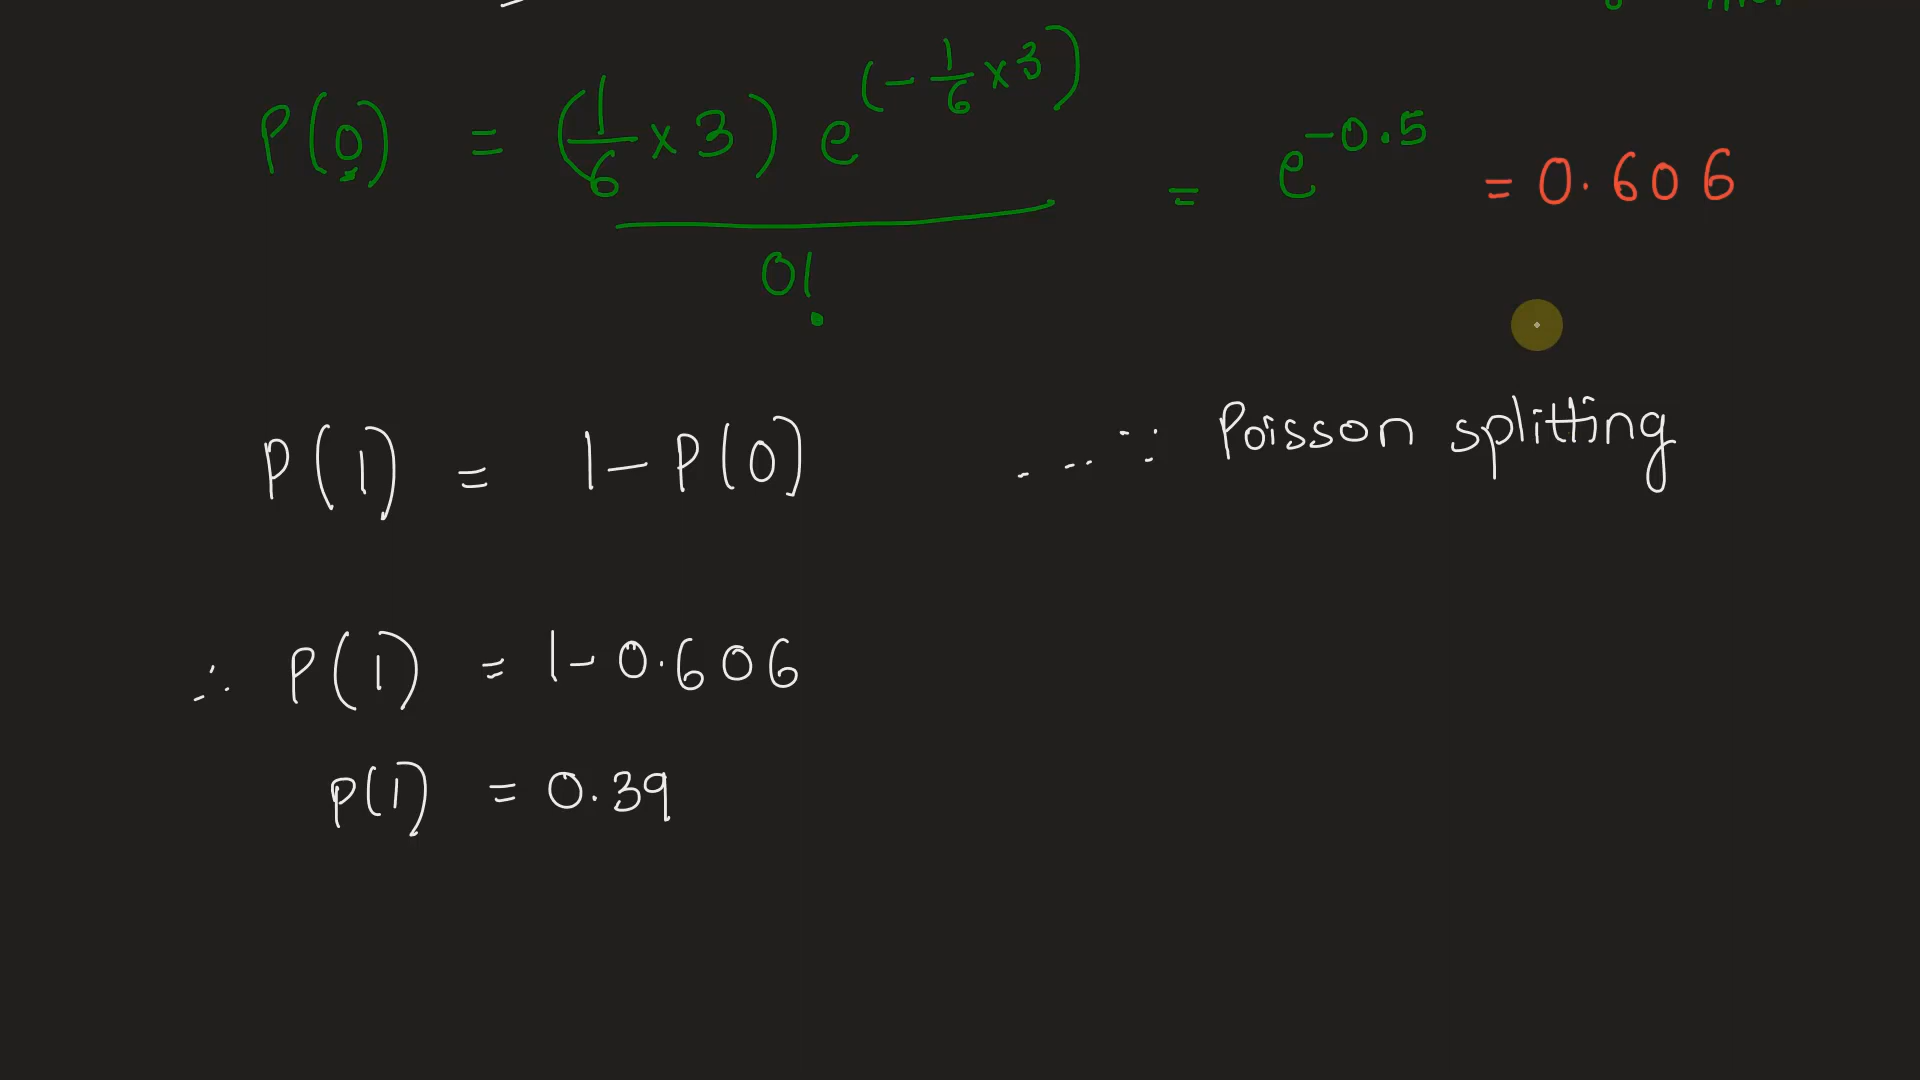 P(0) = (1/6 × 3) e^(-1/6 × 3) / 0! = e^-0.5 = 0.606
P(1) = 1 - P(0) ... ∵ Poisson splitting
∴ P(1) = 1 - 0.606
P(1) = 0.39